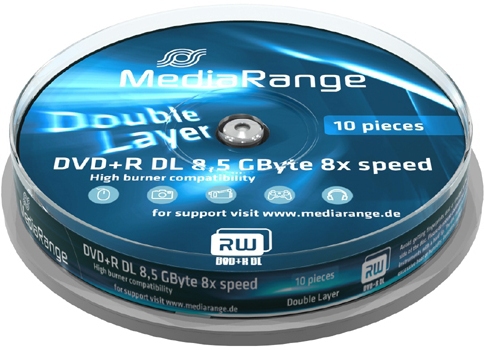 MediaRange
Double
Layer
10 pieces
DVD+R DL 8,5 GByte 8x speed
High burner compatibility
for support visit www.mediarange.de
RW
DVD+R DL
MediaRange
DVD+R DL 8,5 GByte 8x speed
High burner compatibility
for support visit www.mediarange.de
10 pieces
Double Layer
RW